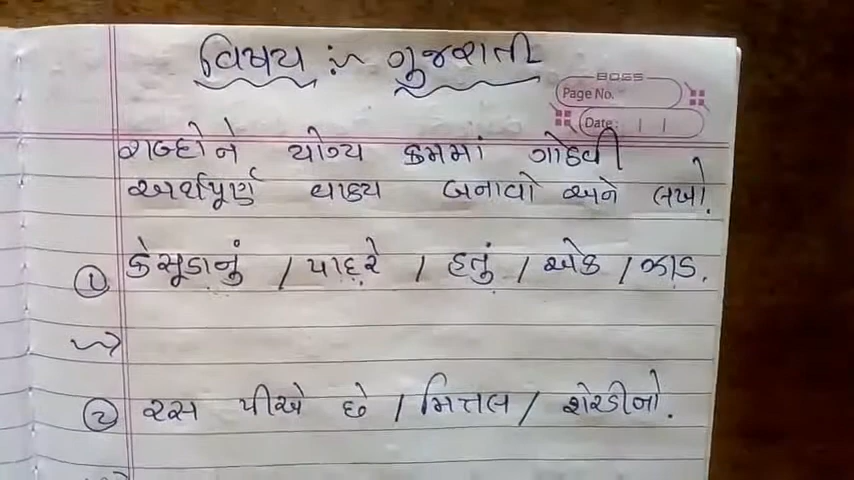 વિષય :~ ગુજરાતી
BOSS
Page No.
Date:
શબ્દોને યોગ્ય ક્રમમાં ગોઠવી
અર્થપૂર્ણ વાક્ય બનાવો અને લખો.
① કેસૂડાનું / પાદરે / હતું / એક / ઝાડ.
② રસ પીએ છે / મિત્તલ / શેરડીનો.